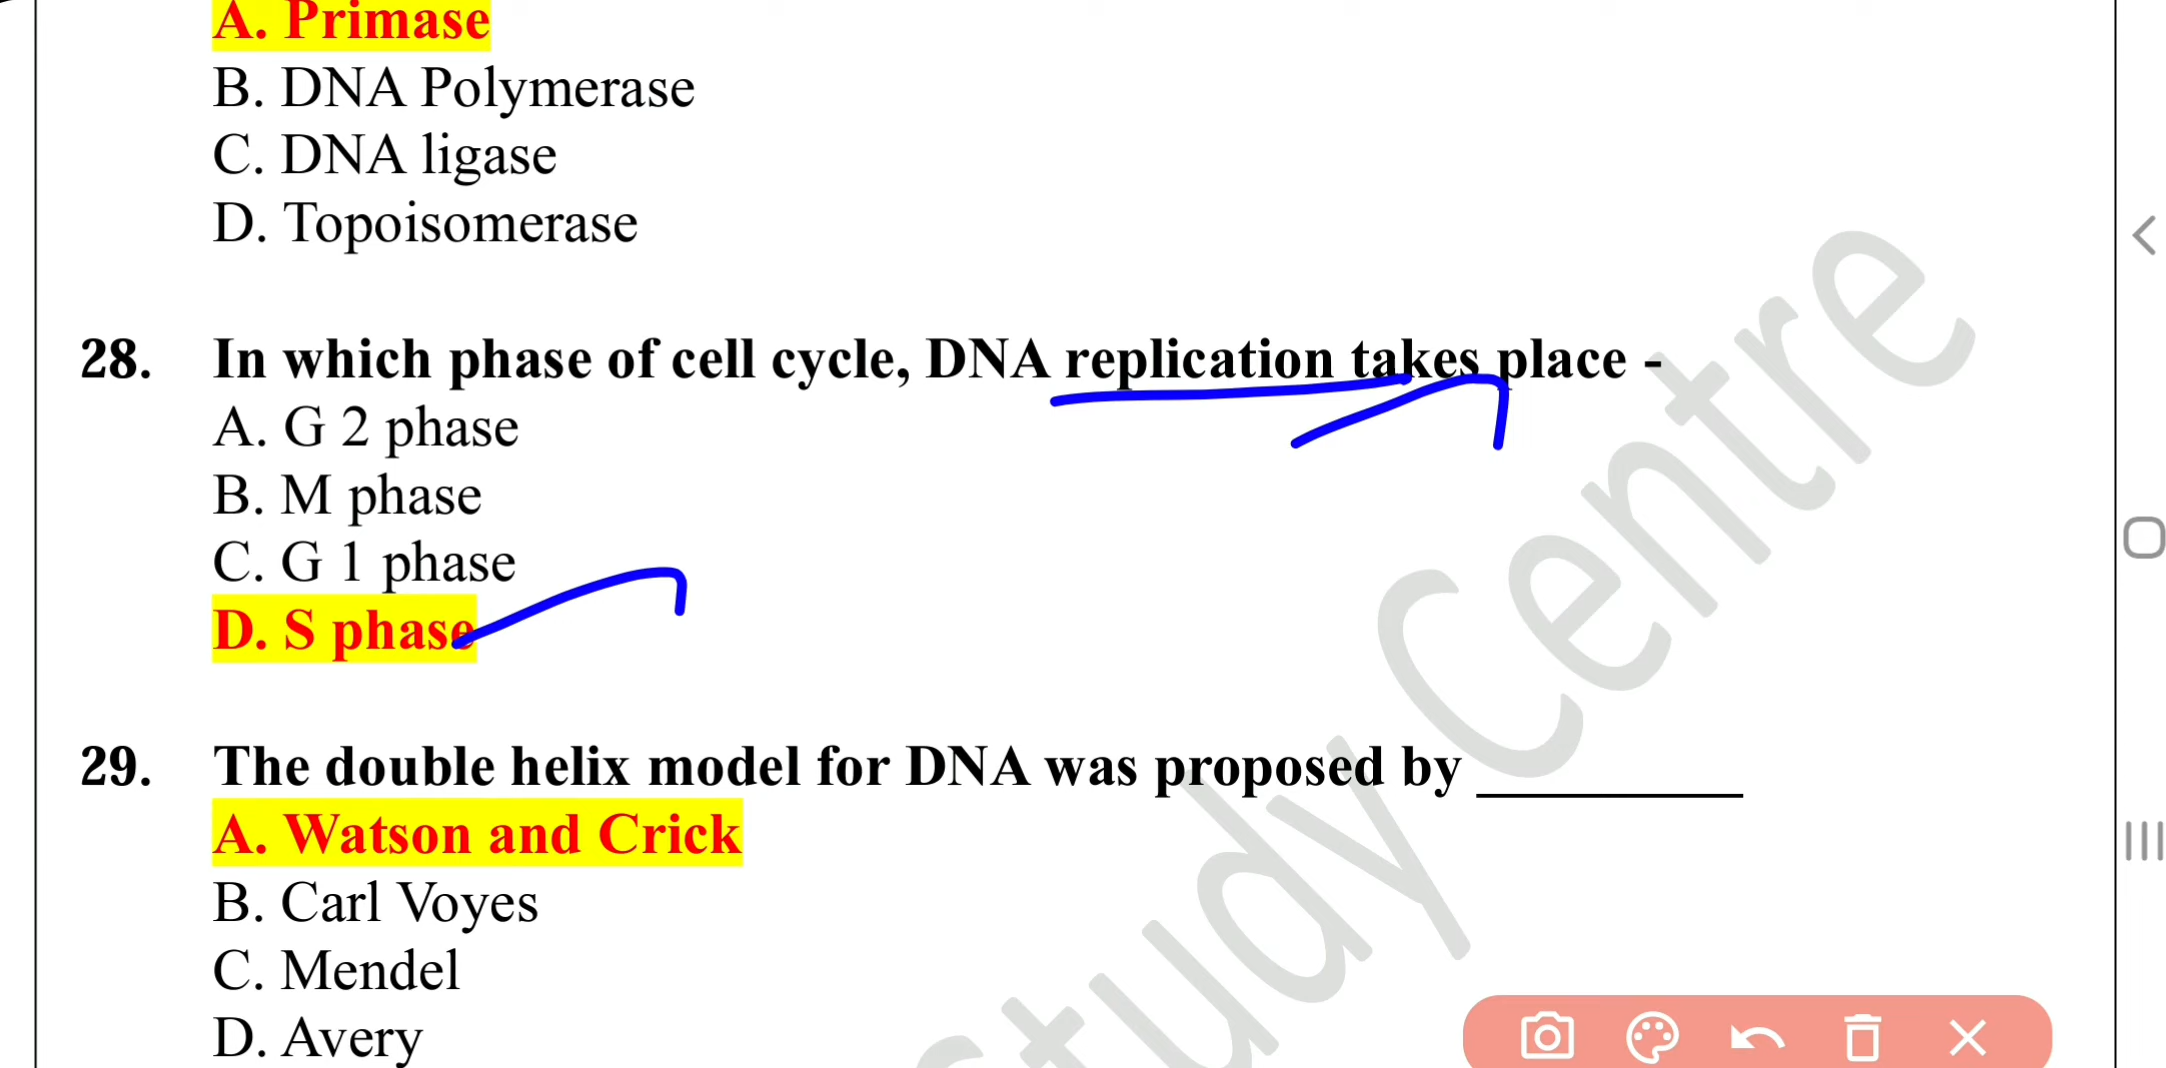 A. Primase
B. DNA Polymerase
C. DNA ligase
D. Topoisomerase
28. In which phase of cell cycle, DNA replication takes place -
A. G 2 phase
B. M phase
C. G 1 phase
D. S phase
29. The double helix model for DNA was proposed by __________
A. Watson and Crick
B. Carl Voyes
C. Mendel
D. Avery
Study Centre